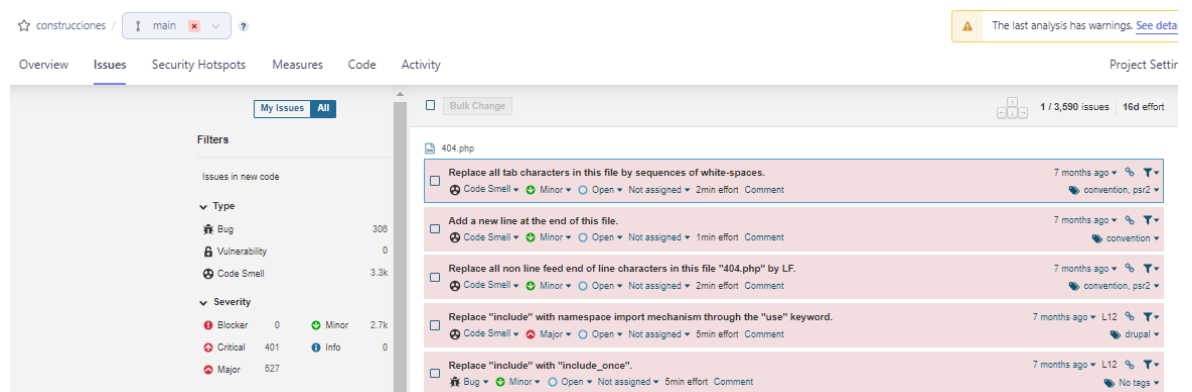 construcciones / main ?
The last analysis has warnings. See detai
Overview Issues Security Hotspots Measures Code Activity Project Settin
My Issues All
Bulk Change
1 / 3,590 issues 16d effort
Filters
Issues in new code
Type
Bug 306
Vulnerability 0
Code Smell 3.3k
Severity
Blocker 0 Minor 2.7k
Critical 401 Info 0
Major 527
404.php
Replace all tab characters in this file by sequences of white-spaces. 7 months ago
Code Smell Minor Open Not assigned 2min effort Comment convention, psr2
Add a new line at the end of this file. 7 months ago
Code Smell Minor Open Not assigned 1min effort Comment convention
Replace all non line feed end of line characters in this file "404.php" by LF. 7 months ago
Code Smell Minor Open Not assigned 2min effort Comment convention, psr2
Replace "include" with namespace import mechanism through the "use" keyword. 7 months ago L12
Code Smell Major Open Not assigned 5min effort Comment drupal
Replace "include" with "include_once". 7 months ago L12
Bug Minor Open Not assigned 5min effort Comment No tags